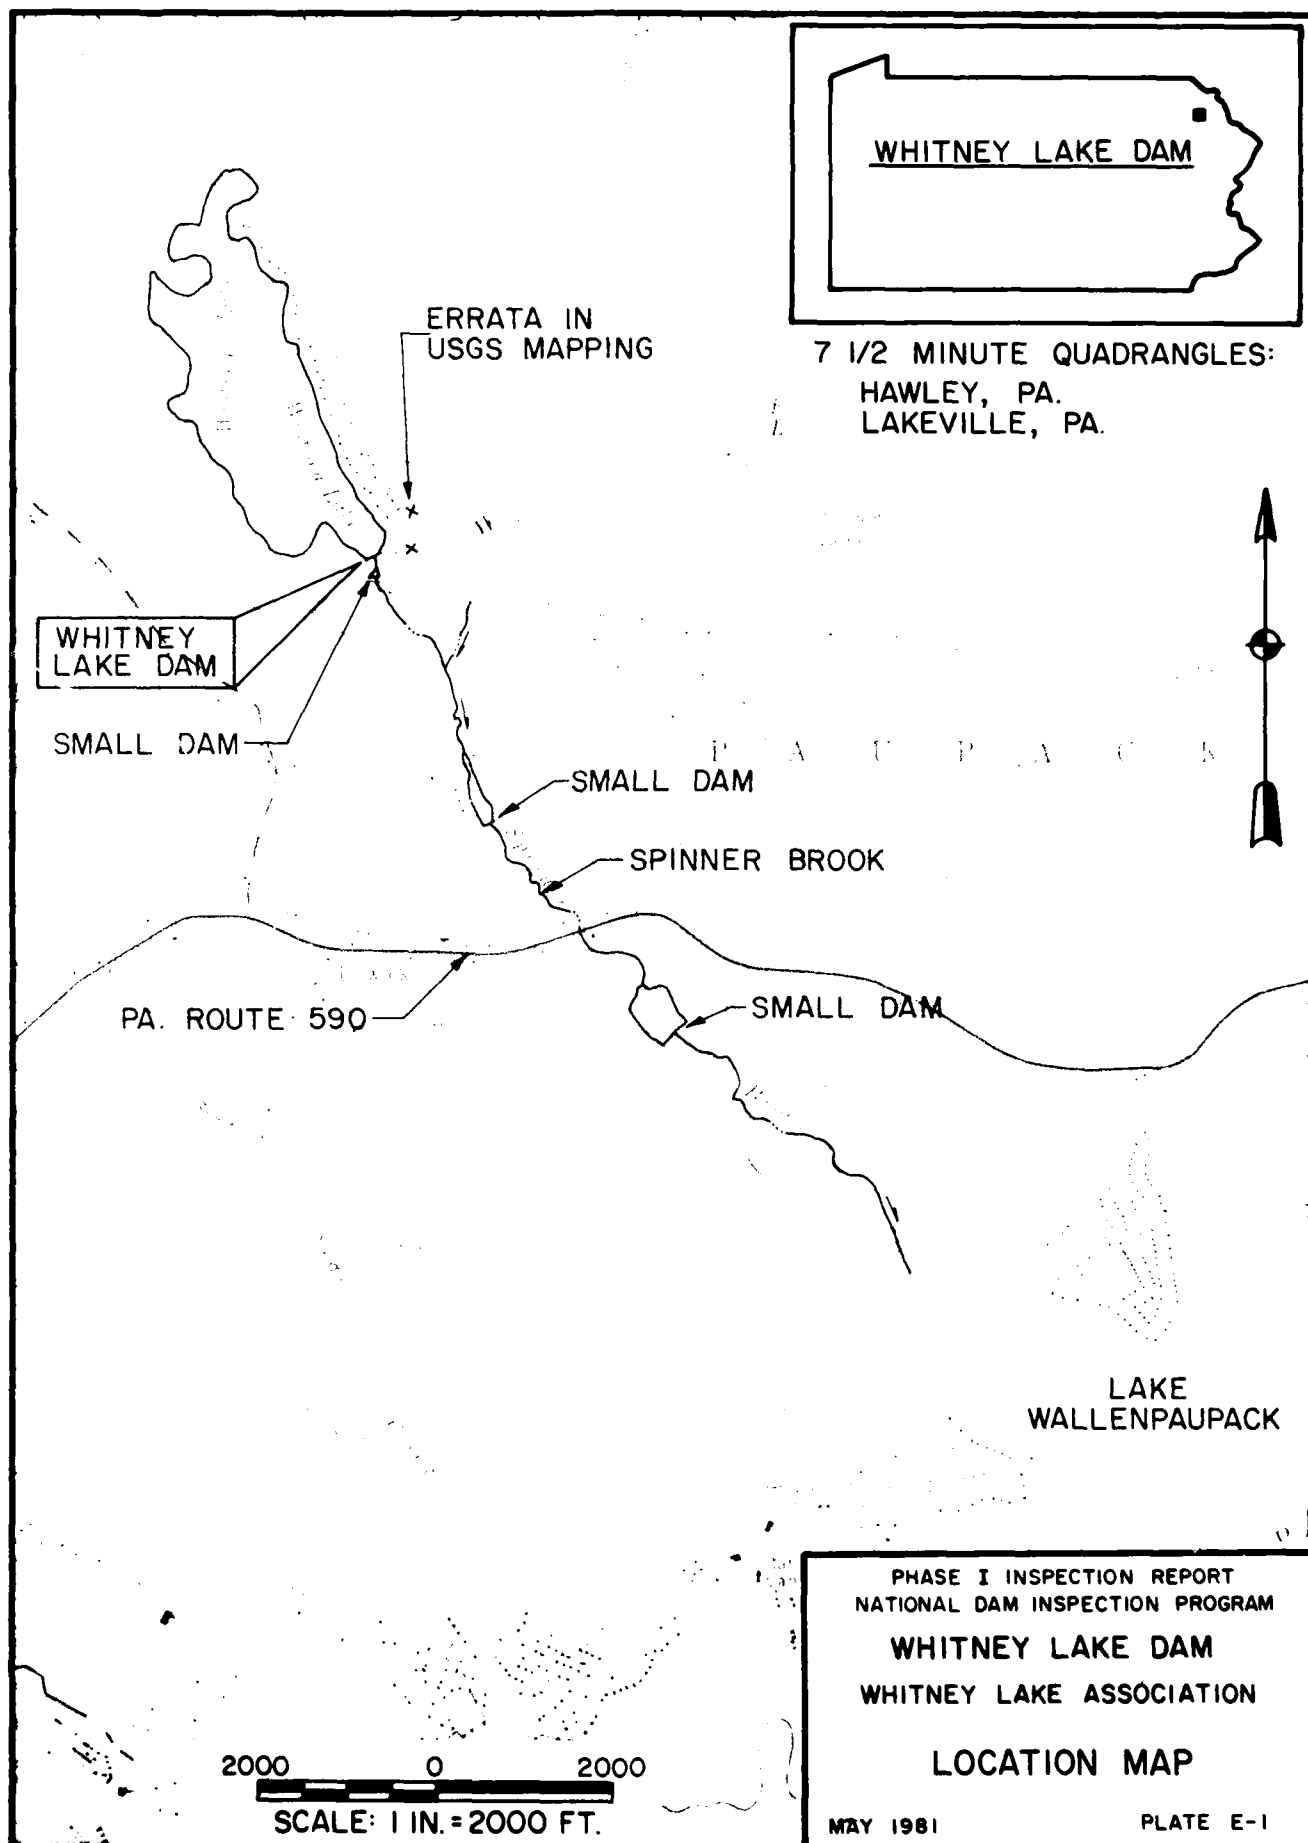 WHITNEY LAKE DAM
ERRATA IN
USGS MAPPING
7 1/2 MINUTE QUADRANGLES:
HAWLEY, PA.
LAKEVILLE, PA.
WHITNEY
LAKE DAM
SMALL DAM
P A U P A C K
SMALL DAM
SPINNER BROOK
SMALL DAM
PA. ROUTE 590
LAKE
WALLENPAUPACK
PHASE I INSPECTION REPORT
NATIONAL DAM INSPECTION PROGRAM
WHITNEY LAKE DAM
WHITNEY LAKE ASSOCIATION
LOCATION MAP
MAY 1981 PLATE E-1
2000 0 2000
SCALE: 1 IN. = 2000 FT.